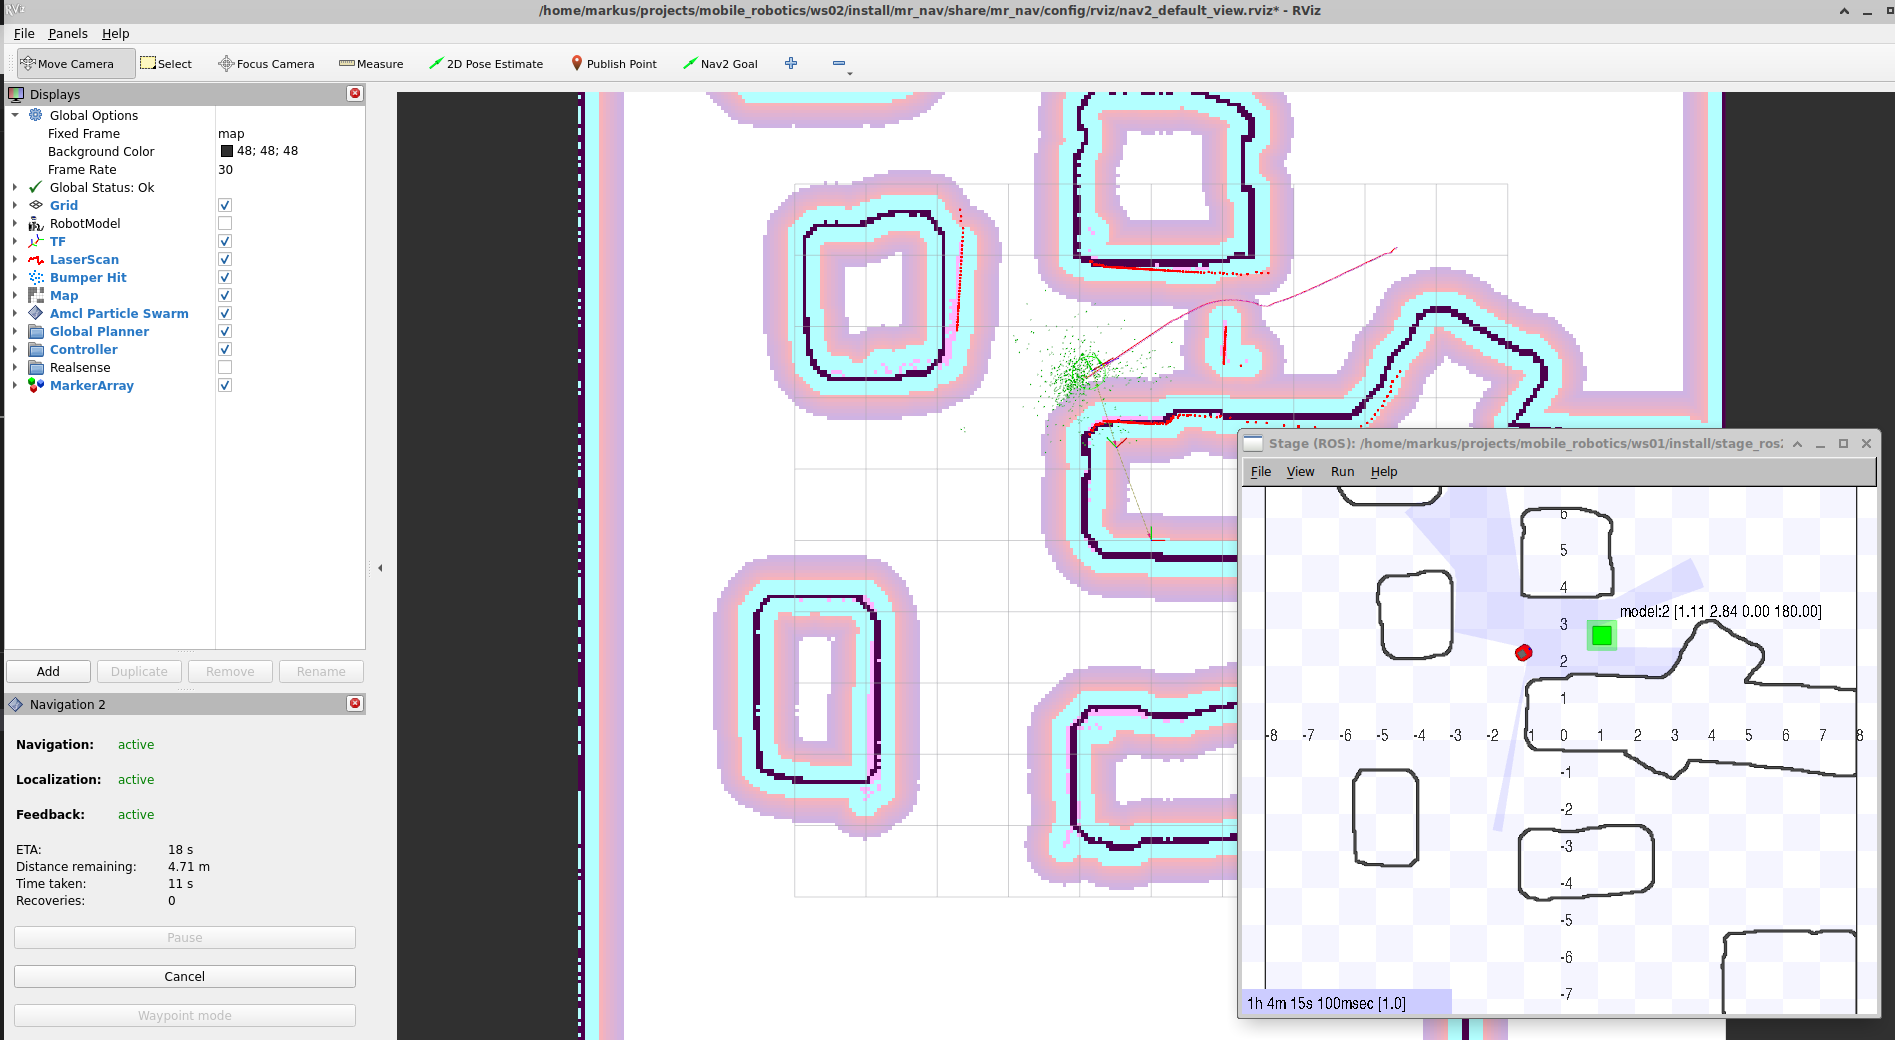 RViz
/home/markus/projects/mobile_robotics/ws02/install/mr_nav/share/mr_nav/config/rviz/nav2_default_view.rviz* - RViz
File Panels Help
Move Camera Select Focus Camera Measure 2D Pose Estimate Publish Point Nav2 Goal
Displays
Global Options
Fixed Frame map
Background Color 48; 48; 48
Frame Rate 30
Global Status: Ok
Grid
RobotModel
TF
LaserScan
Bumper Hit
Map
Amcl Particle Swarm
Global Planner
Controller
Realsense
MarkerArray
Add Duplicate Remove Rename
Navigation 2
Navigation: active
Localization: active
Feedback: active
ETA: 18 s
Distance remaining: 4.71 m
Time taken: 11 s
Recoveries: 0
Pause
Cancel
Waypoint mode
Stage (ROS): /home/markus/projects/mobile_robotics/ws01/install/stage_ros2
File View Run Help
6
5
4
model:2 [1.11 2.84 0.00 180.00]
3
2
1
-8 -7 -6 -5 -4 -3 -2 -1 0 1 2 3 4 5 6 7 8
-1
-2
-3
-4
-5
-6
-7
1h 4m 15s 100msec [1.0]